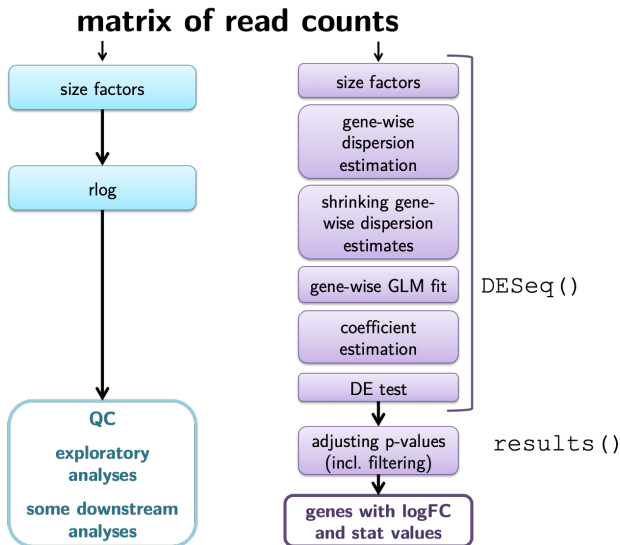 matrix of read counts
size factors
rlog
QC
exploratory
analyses
some downstream
analyses
size factors
gene-wise
dispersion
estimation
shrinking gene-
wise dispersion
estimates
gene-wise GLM fit
coefficient
estimation
DE test
DESeq()
adjusting p-values
(incl. filtering)
results()
genes with logFC
and stat values